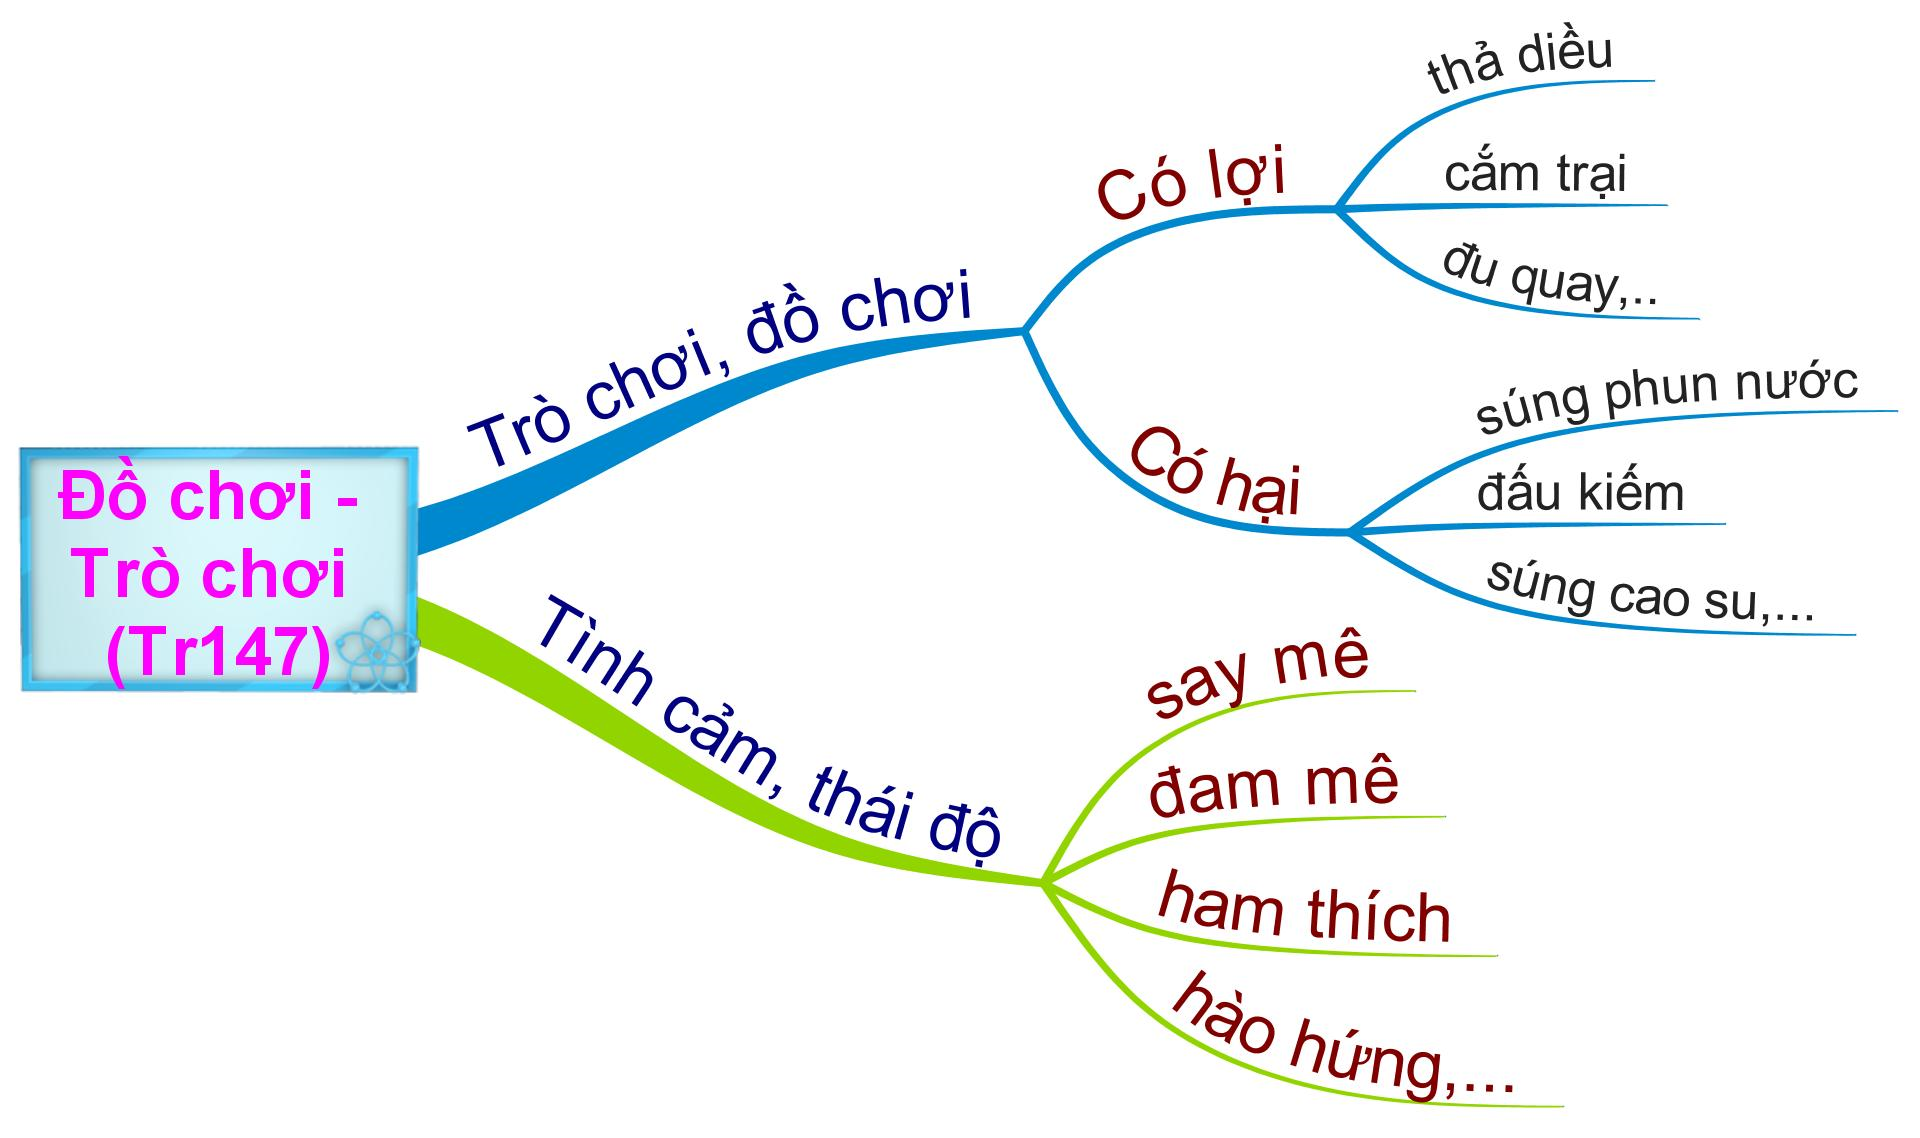 Đồ chơi -
Trò chơi
(Tr147)
Trò chơi, đồ chơi
Có lợi
thả diều
cắm trại
đu quay,..
Có hại
súng phun nước
đấu kiếm
súng cao su,...
Tình cảm, thái độ
say mê
đam mê
ham thích
hào hứng,...